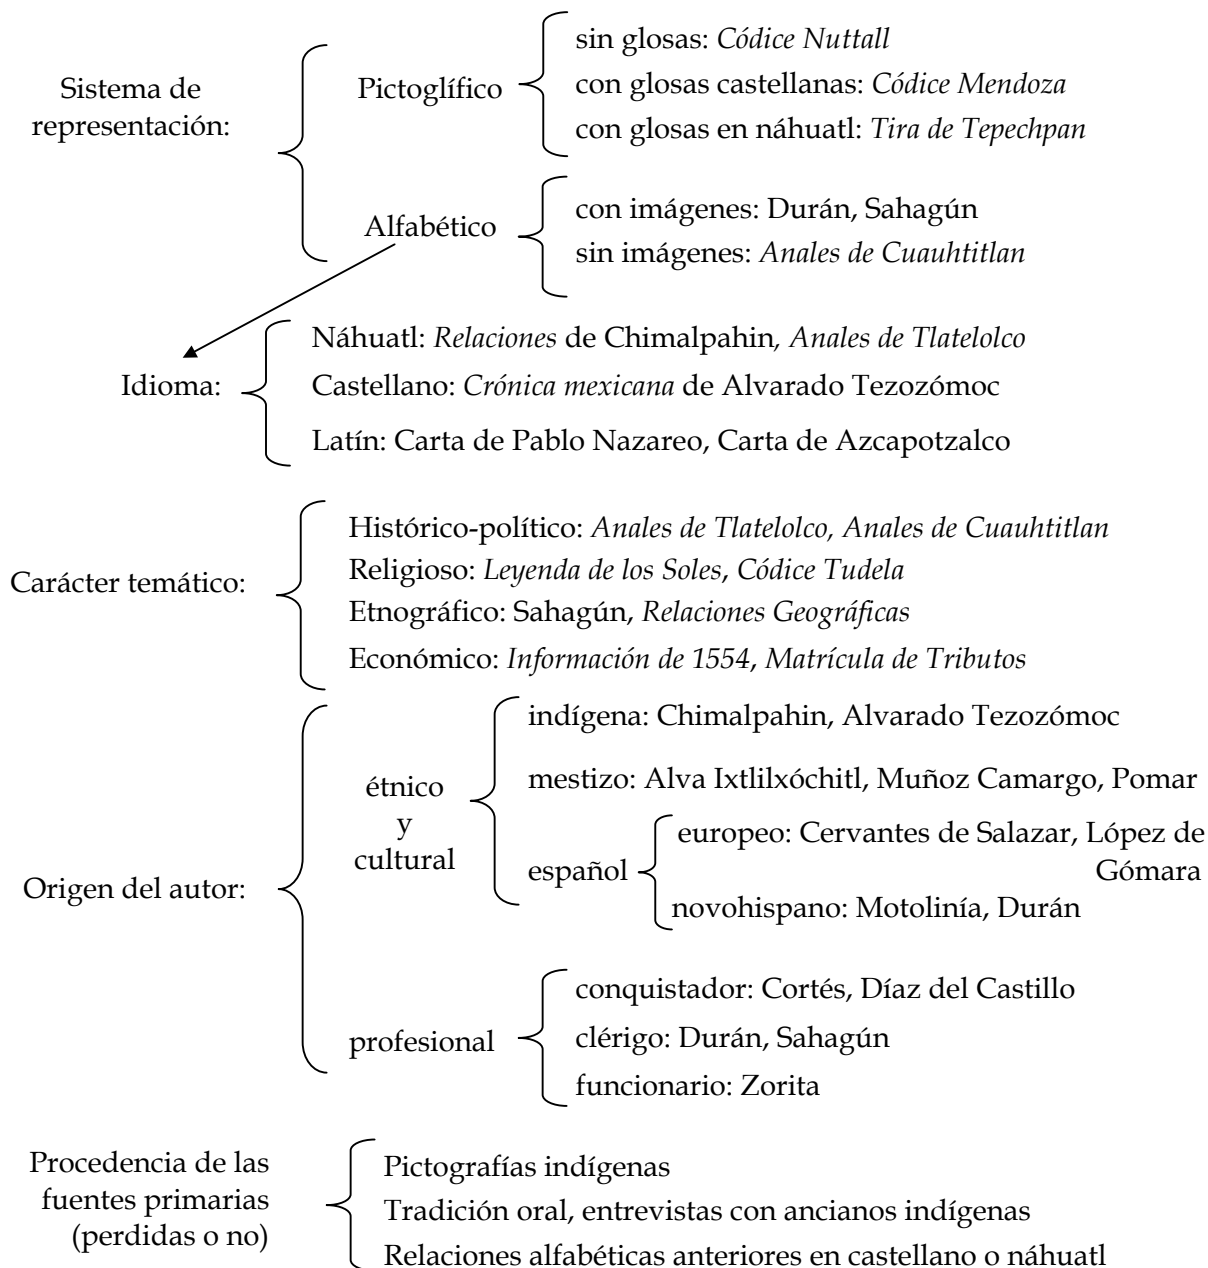 Sistema de
representación:
Pictoglífico
sin glosas: Códice Nuttall
con glosas castellanas: Códice Mendoza
con glosas en náhuatl: Tira de Tepechpan
Alfabético
con imágenes: Durán, Sahagún
sin imágenes: Anales de Cuauhtitlan
Idioma:
Náhuatl: Relaciones de Chimalpahin, Anales de Tlatelolco
Castellano: Crónica mexicana de Alvarado Tezozómoc
Latín: Carta de Pablo Nazareo, Carta de Azcapotzalco
Carácter temático:
Histórico-político: Anales de Tlatelolco, Anales de Cuauhtitlan
Religioso: Leyenda de los Soles, Códice Tudela
Etnográfico: Sahagún, Relaciones Geográficas
Económico: Información de 1554, Matrícula de Tributos
Origen del autor:
étnico
y
cultural
indígena: Chimalpahin, Alvarado Tezozómoc
mestizo: Alva Ixtlilxóchitl, Muñoz Camargo, Pomar
español
europeo: Cervantes de Salazar, López de
Gómara
novohispano: Motolinía, Durán
profesional
conquistador: Cortés, Díaz del Castillo
clérigo: Durán, Sahagún
funcionario: Zorita
Procedencia de las
fuentes primarias
(perdidas o no)
Pictografías indígenas
Tradición oral, entrevistas con ancianos indígenas
Relaciones alfabéticas anteriores en castellano o náhuatl